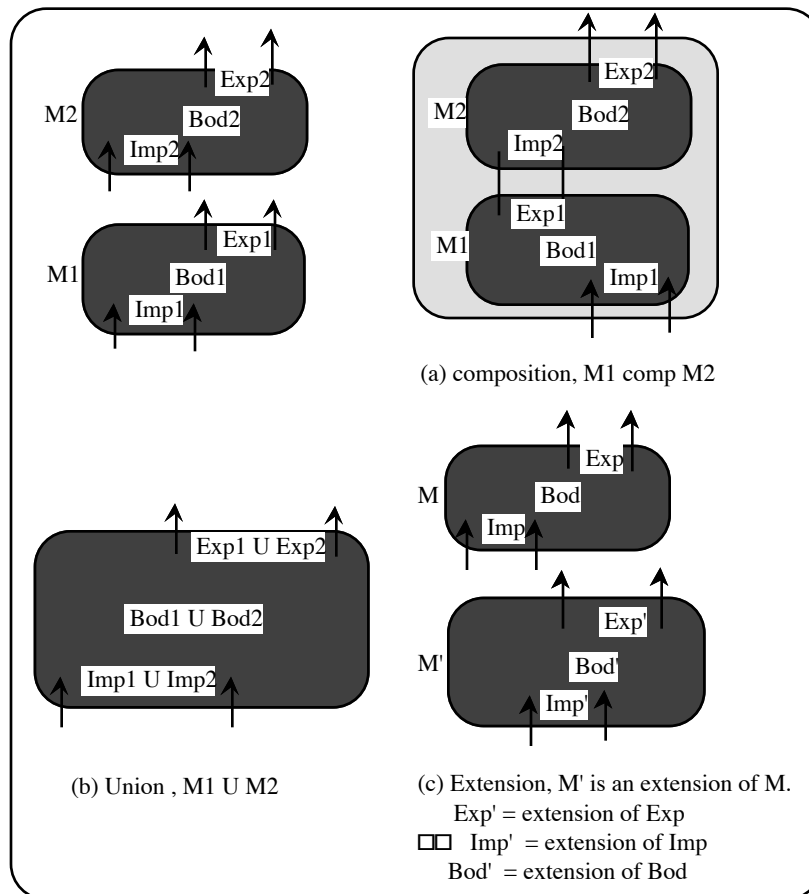 Exp2
M2
Bod2
Imp2
Exp1
M1
Bod1
Imp1
Exp2
M2
Bod2
Imp2
Exp1
M1
Bod1
Imp1
(a) composition, M1 comp M2
Exp
M
Bod
Imp
Exp1 U Exp2
Bod1 U Bod2
Imp1 U Imp2
Exp'
M'
Bod'
Imp'
(b) Union , M1 U M2
(c) Extension, M' is an extension of M.
Exp' = extension of Exp
□□ Imp' = extension of Imp
Bod' = extension of Bod